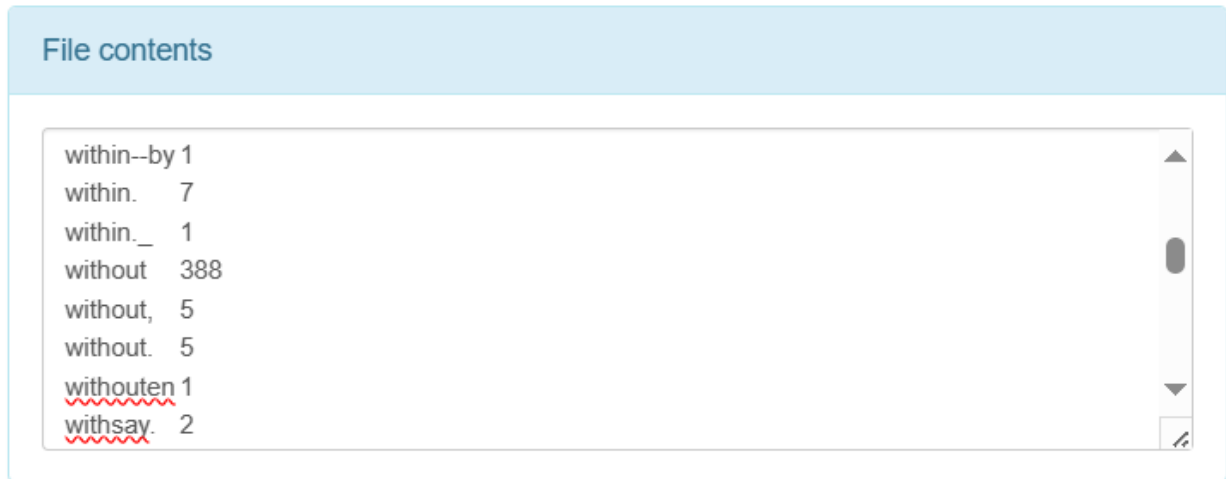 File contents
within--by 1
within. 7
within._ 1
without 388
without, 5
without. 5
withouten 1
withsay. 2